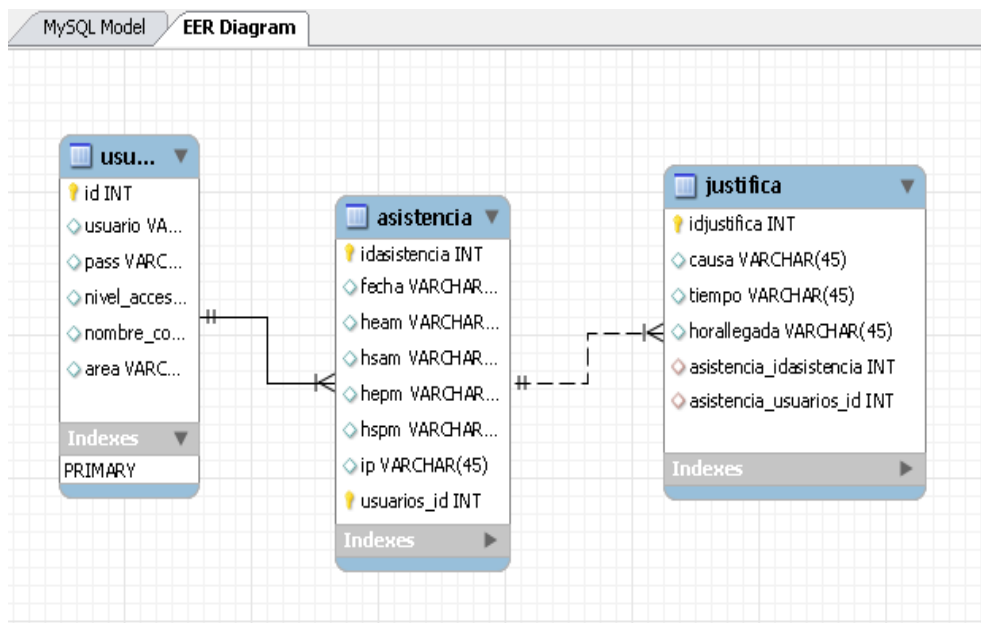 MySQL Model
EER Diagram
usu...
id INT
usuario VA...
pass VARC...
nivel_acces...
nombre_co...
area VARC...
Indexes
PRIMARY
asistencia
idasistencia INT
fecha VARCHAR...
heam VARCHAR...
hsam VARCHAR...
hepm VARCHAR...
hspm VARCHAR...
ip VARCHAR(45)
usuarios_id INT
Indexes
justifica
idjustifica INT
causa VARCHAR(45)
tiempo VARCHAR(45)
horallegada VARCHAR(45)
asistencia_idasistencia INT
asistencia_usuarios_id INT
Indexes